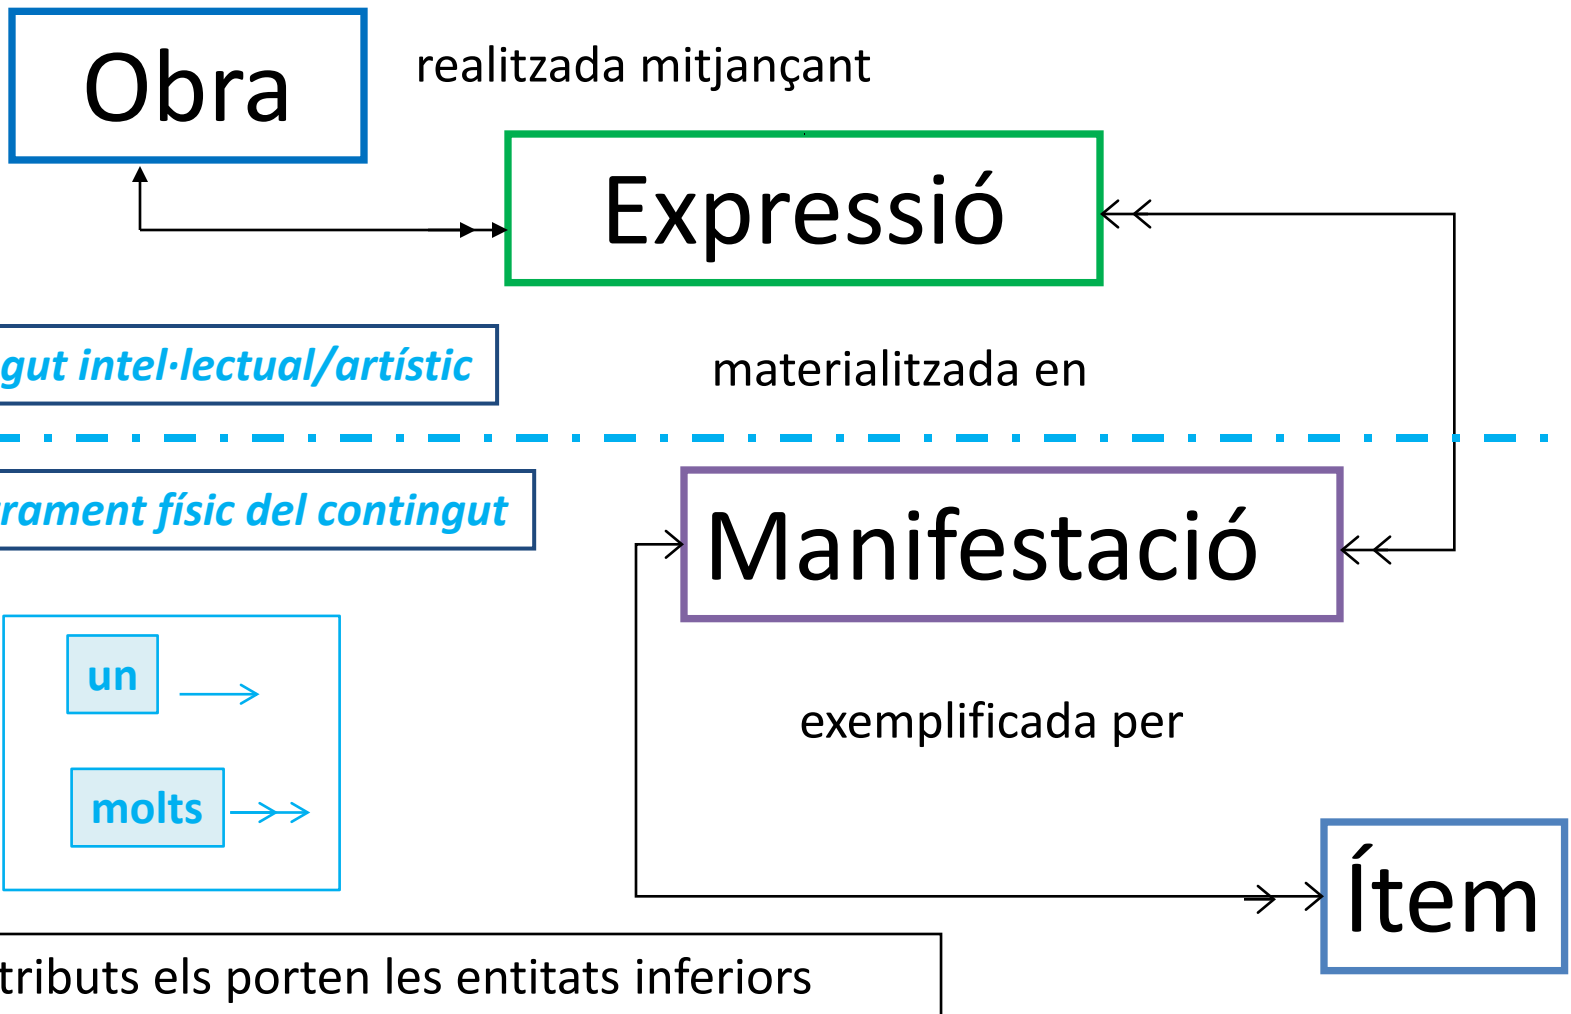 Obra
realitzada mitjançant
Expressió
gut intel·lectual/artístic
materialitzada en
rament físic del contingut
Manifestació
un
exemplificada per
molts
Ítem
tributs els porten les entitats inferiors